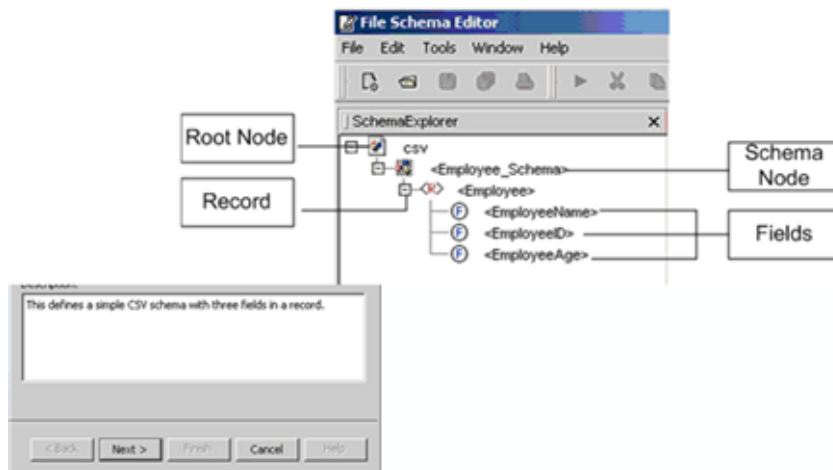 File Schema Editor
File Edit Tools Window Help
SchemaExplorer
Root Node
csv
<Employee_Schema>
Schema Node
Record
<Employee>
<EmployeeName>
<EmployeeID>
Fields
<EmployeeAge>
Description:
This defines a simple CSV schema with three fields in a record.
< Back Next > Finish Cancel Help